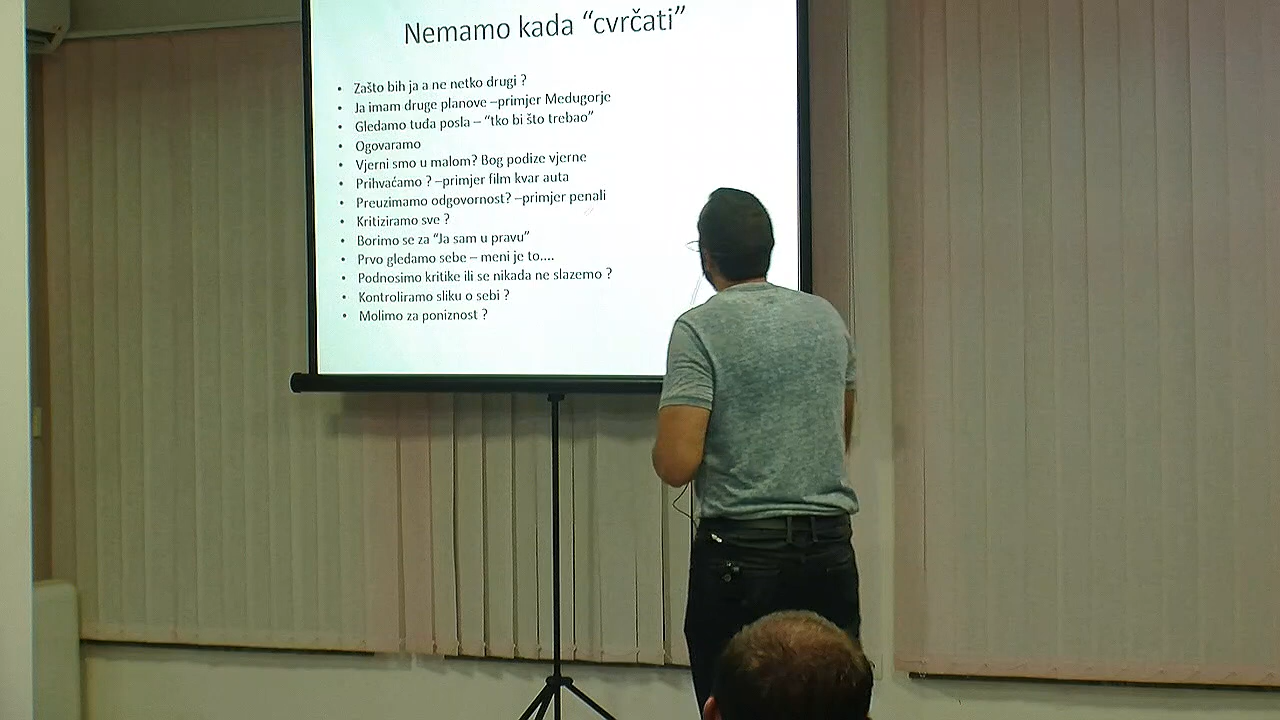 Nemamo kada “cvrčati”
• Zašto bih ja a ne netko drugi ?
• Ja imam druge planove –primjer Medugorje
• Gledamo tuđa posla – “tko bi što trebao”
• Ogovaramo
• Vjerni smo u malom? Bog podize vjerne
• Prihvaćamo ? –primjer film kvar auta
• Preuzimamo odgovornost? –primjer penali
• Kritiziramo sve ?
• Borimo se za “Ja sam u pravu”
• Prvo gledamo sebe – meni je to....
• Podnosimo kritike ili se nikada ne slazemo ?
• Kontroliramo sliku o sebi ?
• Molimo za poniznost ?